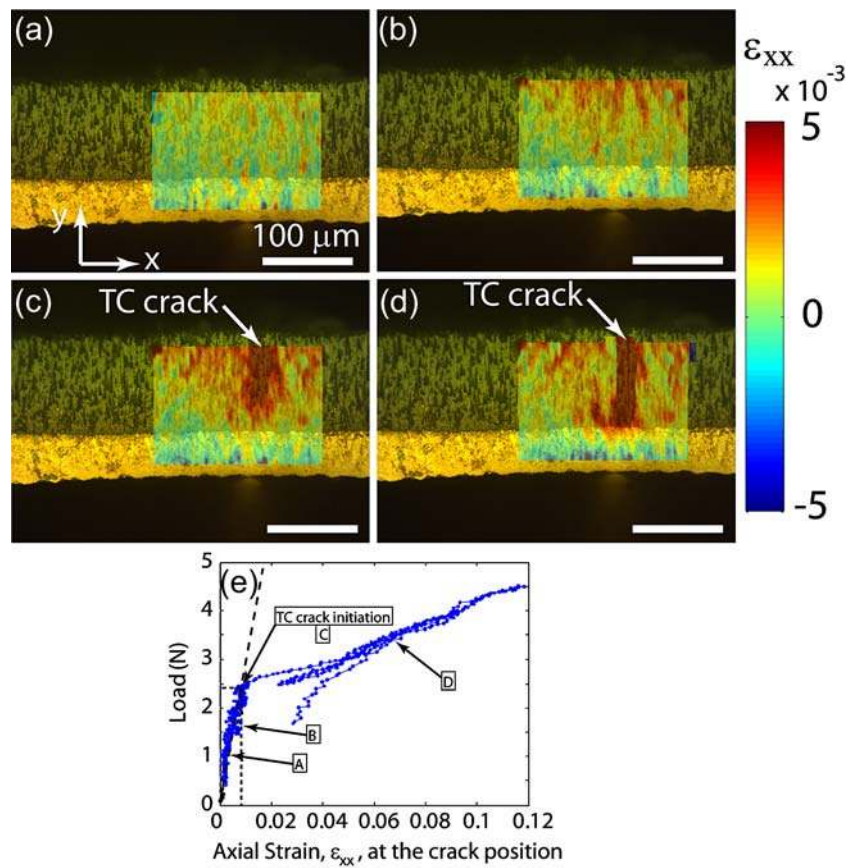 (a)
(b)
εxx
x 10⁻³
5
y
x
100 μm
(c)
TC crack
(d)
TC crack
0
-5
(e)
5
4
3
2
1
0
Load (N)
TC crack initiation
C
D
B
A
0 0.02 0.04 0.06 0.08 0.1 0.12
Axial Strain, εxx, at the crack position